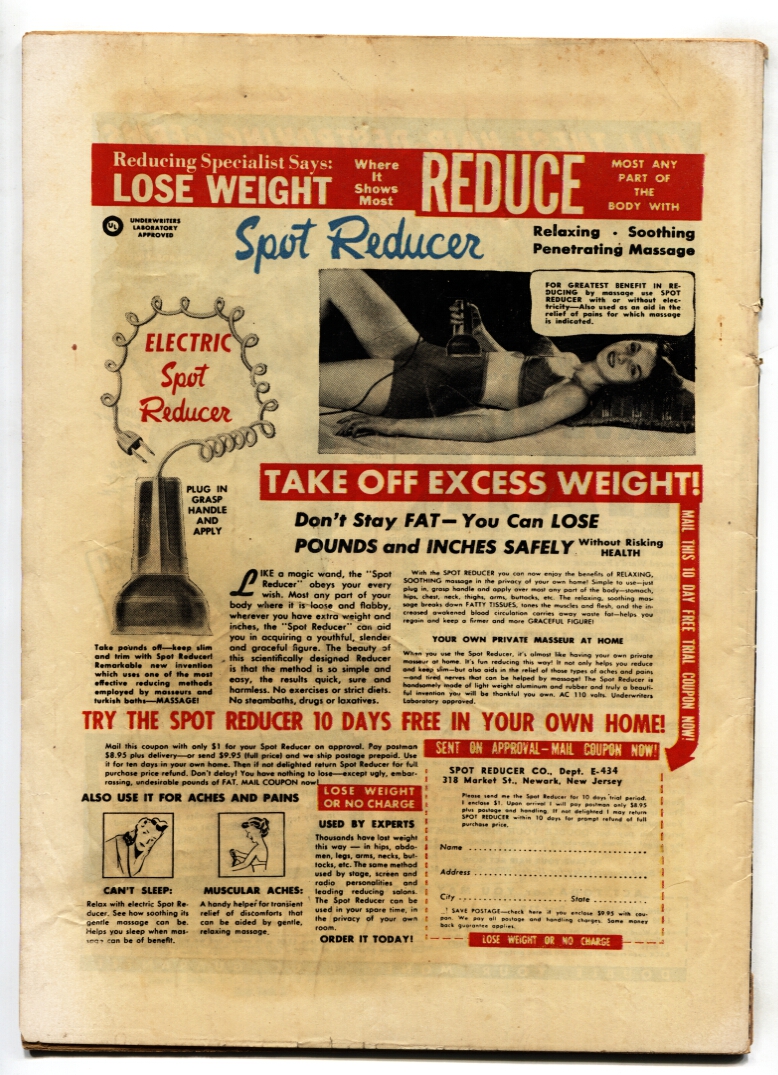 Reducing Specialist Says:
LOSE WEIGHT
Where
It
Shows
Most
REDUCE
MOST ANY
PART OF
THE
BODY WITH
UL
UNDERWRITERS
LABORATORY
APPROVED
Spot Reducer
Relaxing • Soothing
Penetrating Massage
FOR GREATEST BENEFIT IN RE-
DUCING by massage use SPOT
REDUCER with or without elec-
tricity—Also used as an aid in the
relief of pains for which massage
is indicated.
ELECTRIC
Spot
Reducer
PLUG IN
GRASP
HANDLE
AND
APPLY
Take pounds off—keep slim
and trim with Spot Reducer!
Remarkable new invention
which uses one of the most
effective reducing methods
employed by masseurs and
turkish baths—MASSAGE!
TAKE OFF EXCESS WEIGHT!
Don't Stay FAT—You Can LOSE
POUNDS and INCHES SAFELY Without Risking
HEALTH
LIKE a magic wand, the "Spot
Reducer" obeys your every
wish. Most any part of your
body where it is loose and flabby,
wherever you have extra weight and
inches, the "Spot Reducer" can aid
you in acquiring a youthful, slender
and graceful figure. The beauty of
this scientifically designed Reducer
is that the method is so simple and
easy, the results quick, sure and
harmless. No exercises or strict diets.
No steambaths, drugs or laxatives.
With the SPOT REDUCER you can now enjoy the benefits of RELAXING,
SOOTHING massage in the privacy of your own home! Simple to use—just
plug in, grasp handle and apply over most any part of the body—stomach,
hips, chest, neck, thighs, arms, buttocks, etc. The relaxing, soothing mas-
sage breaks down FATTY TISSUES, tones the muscles and flesh, and the in-
creased awakened blood circulation carries away waste fat—helps you
regain and keep a firmer and more GRACEFUL FIGURE!
YOUR OWN PRIVATE MASSEUR AT HOME
When you use the Spot Reducer, it's almost like having your own private
masseur at home. It's fun reducing this way! It not only helps you reduce
and keep slim—but also aids in the relief of those types of aches and pains
—and tired nerves that can be helped by massage! The Spot Reducer is
handsomely made of light weight aluminum and rubber and truly a beauti-
ful invention you will be thankful you own. AC 110 volts. Underwriters
Laboratory approved.
MAIL THIS 10 DAY FREE TRIAL COUPON NOW!
TRY THE SPOT REDUCER 10 DAYS FREE IN YOUR OWN HOME!
Mail this coupon with only $1 for your Spot Reducer on approval. Pay postman
$8.95 plus delivery—or send $9.95 (full price) and we ship postage prepaid. Use
it for ten days in your own home. Then if not delighted return Spot Reducer for full
purchase price refund. Don't delay! You have nothing to lose—except ugly, embar-
rassing, undesirable pounds of FAT. MAIL COUPON now!
ALSO USE IT FOR ACHES AND PAINS
CAN'T SLEEP:
Relax with electric Spot Re-
ducer. See how soothing its
gentle massage can be.
Helps you sleep when mas-
sage can be of benefit.
MUSCULAR ACHES:
A handy helper for transient
relief of discomforts that
can be aided by gentle,
relaxing massage.
LOSE WEIGHT
OR NO CHARGE
USED BY EXPERTS
Thousands have lost weight
this way — in hips, abdo-
men, legs, arms, necks, but-
tocks, etc. The same method
used by stage, screen and
radio personalities and
leading reducing salons.
The Spot Reducer can be
used in your spare time, in
the privacy of your own
room.
ORDER IT TODAY!
SENT ON APPROVAL—MAIL COUPON NOW!
SPOT REDUCER CO., Dept. E-434
318 Market St., Newark, New Jersey
Please send me the Spot Reducer for 10 days trial period.
I enclose $1. Upon arrival I will pay postman only $8.95
plus postage and handling. If not delighted I may return
SPOT REDUCER within 10 days for prompt refund of full
purchase price.
Name
Address
City State
SAVE POSTAGE—check here if you enclose $9.95 with cou-
pon. We pay all postage and handling charges. Same money
back guarantee applies.
LOSE WEIGHT OR NO CHARGE